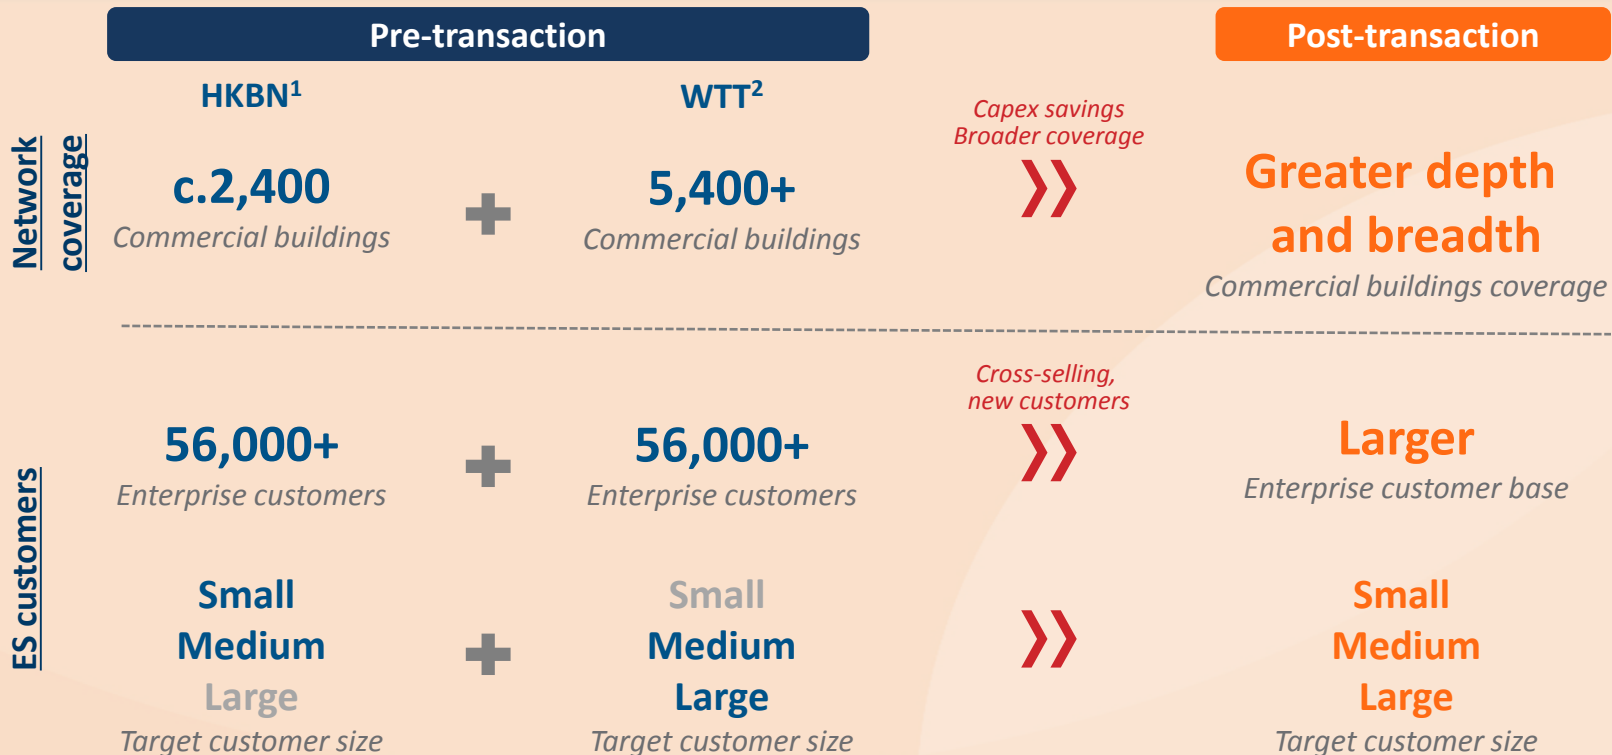 Pre-transaction
Post-transaction
HKBN1
WTT2
Network
coverage
c.2,400
Commercial buildings
5,400+
Commercial buildings
Capex savings
Broader coverage
Greater depth
and breadth
Commercial buildings coverage
ES customers
56,000+
Enterprise customers
56,000+
Enterprise customers
Cross-selling,
new customers
Larger
Enterprise customer base
Small
Medium
Large
Target customer size
Small
Medium
Large
Target customer size
Small
Medium
Large
Target customer size